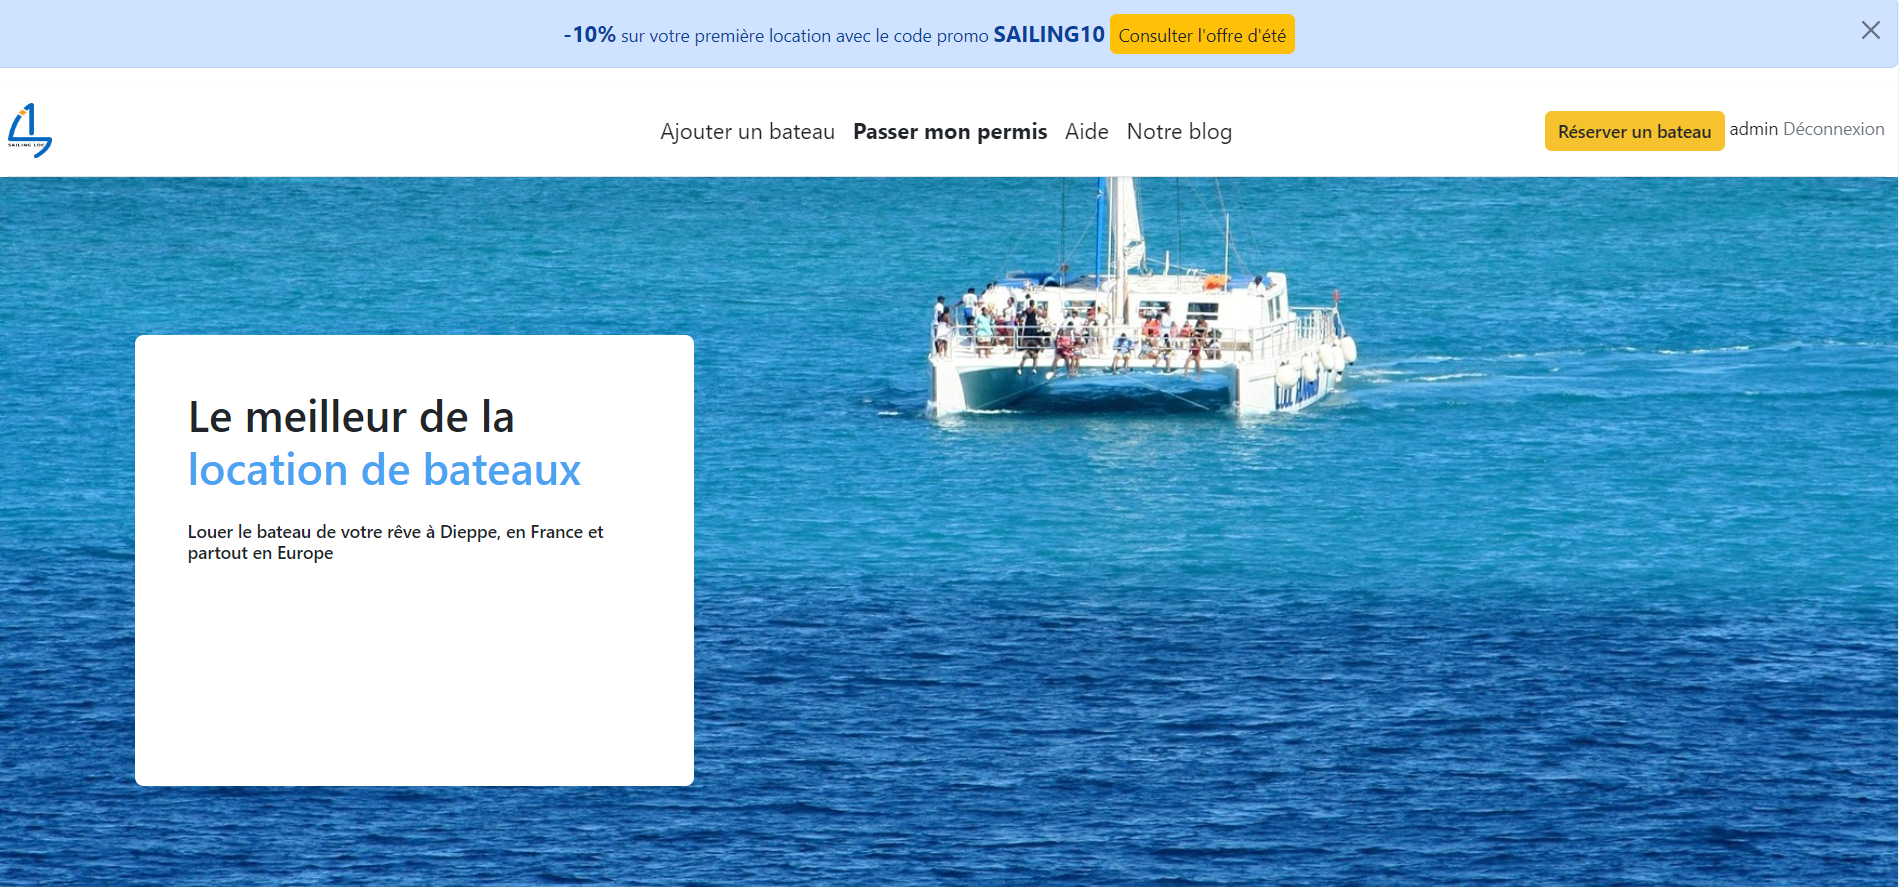 -10% sur votre première location avec le code promo SAILING10 Consulter l'offre d'été
SAILING LOC
Ajouter un bateau Passer mon permis Aide Notre blog Réserver un bateau admin Déconnexion
Le meilleur de la
location de bateaux
Louer le bateau de votre rêve à Dieppe, en France et
partout en Europe